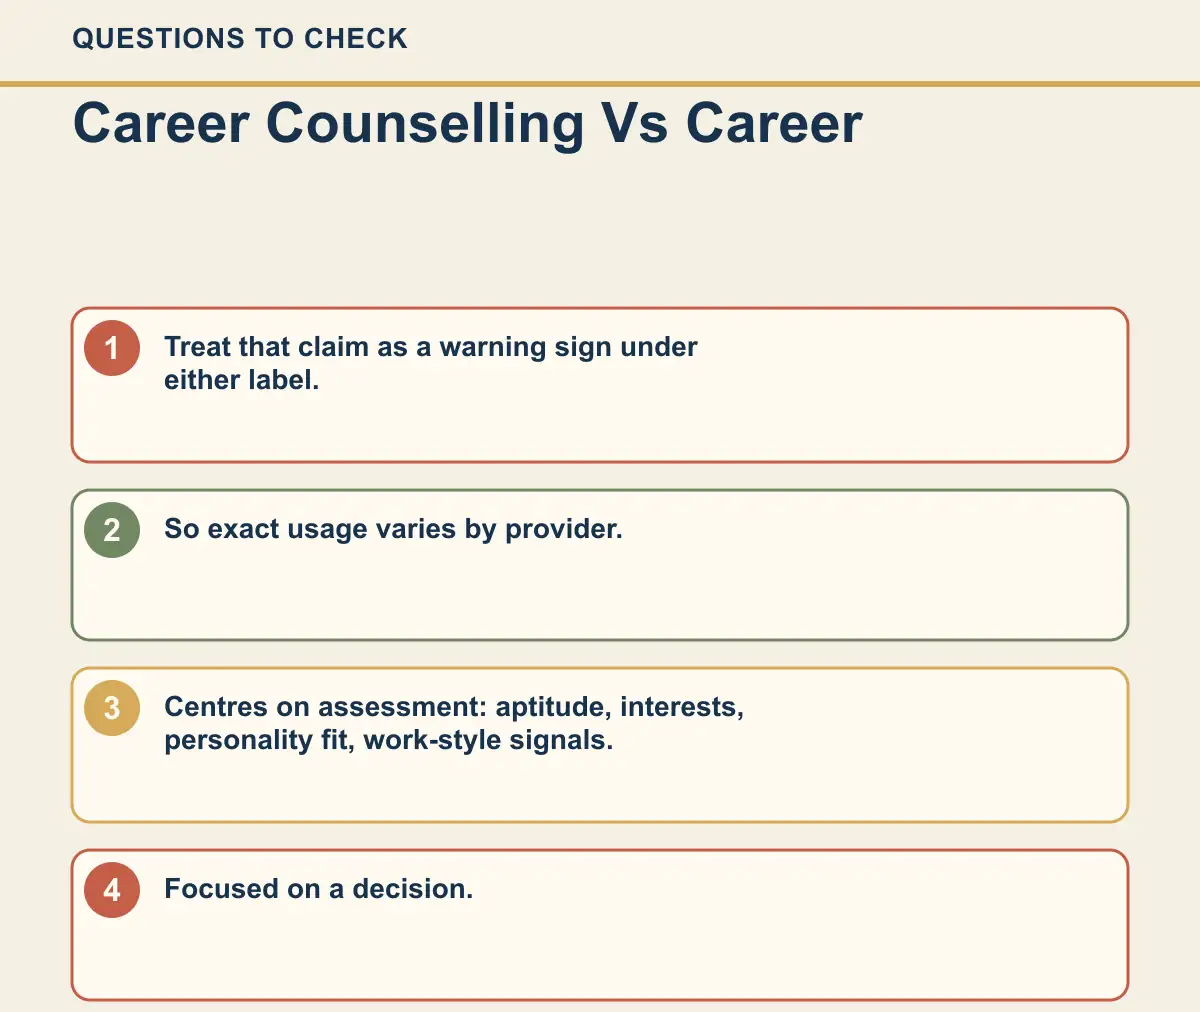 QUESTIONS TO CHECK
Career Counselling Vs Career
1
Treat that claim as a warning sign under
either label.
2
So exact usage varies by provider.
3
Centres on assessment: aptitude, interests,
personality fit, work-style signals.
4
Focused on a decision.